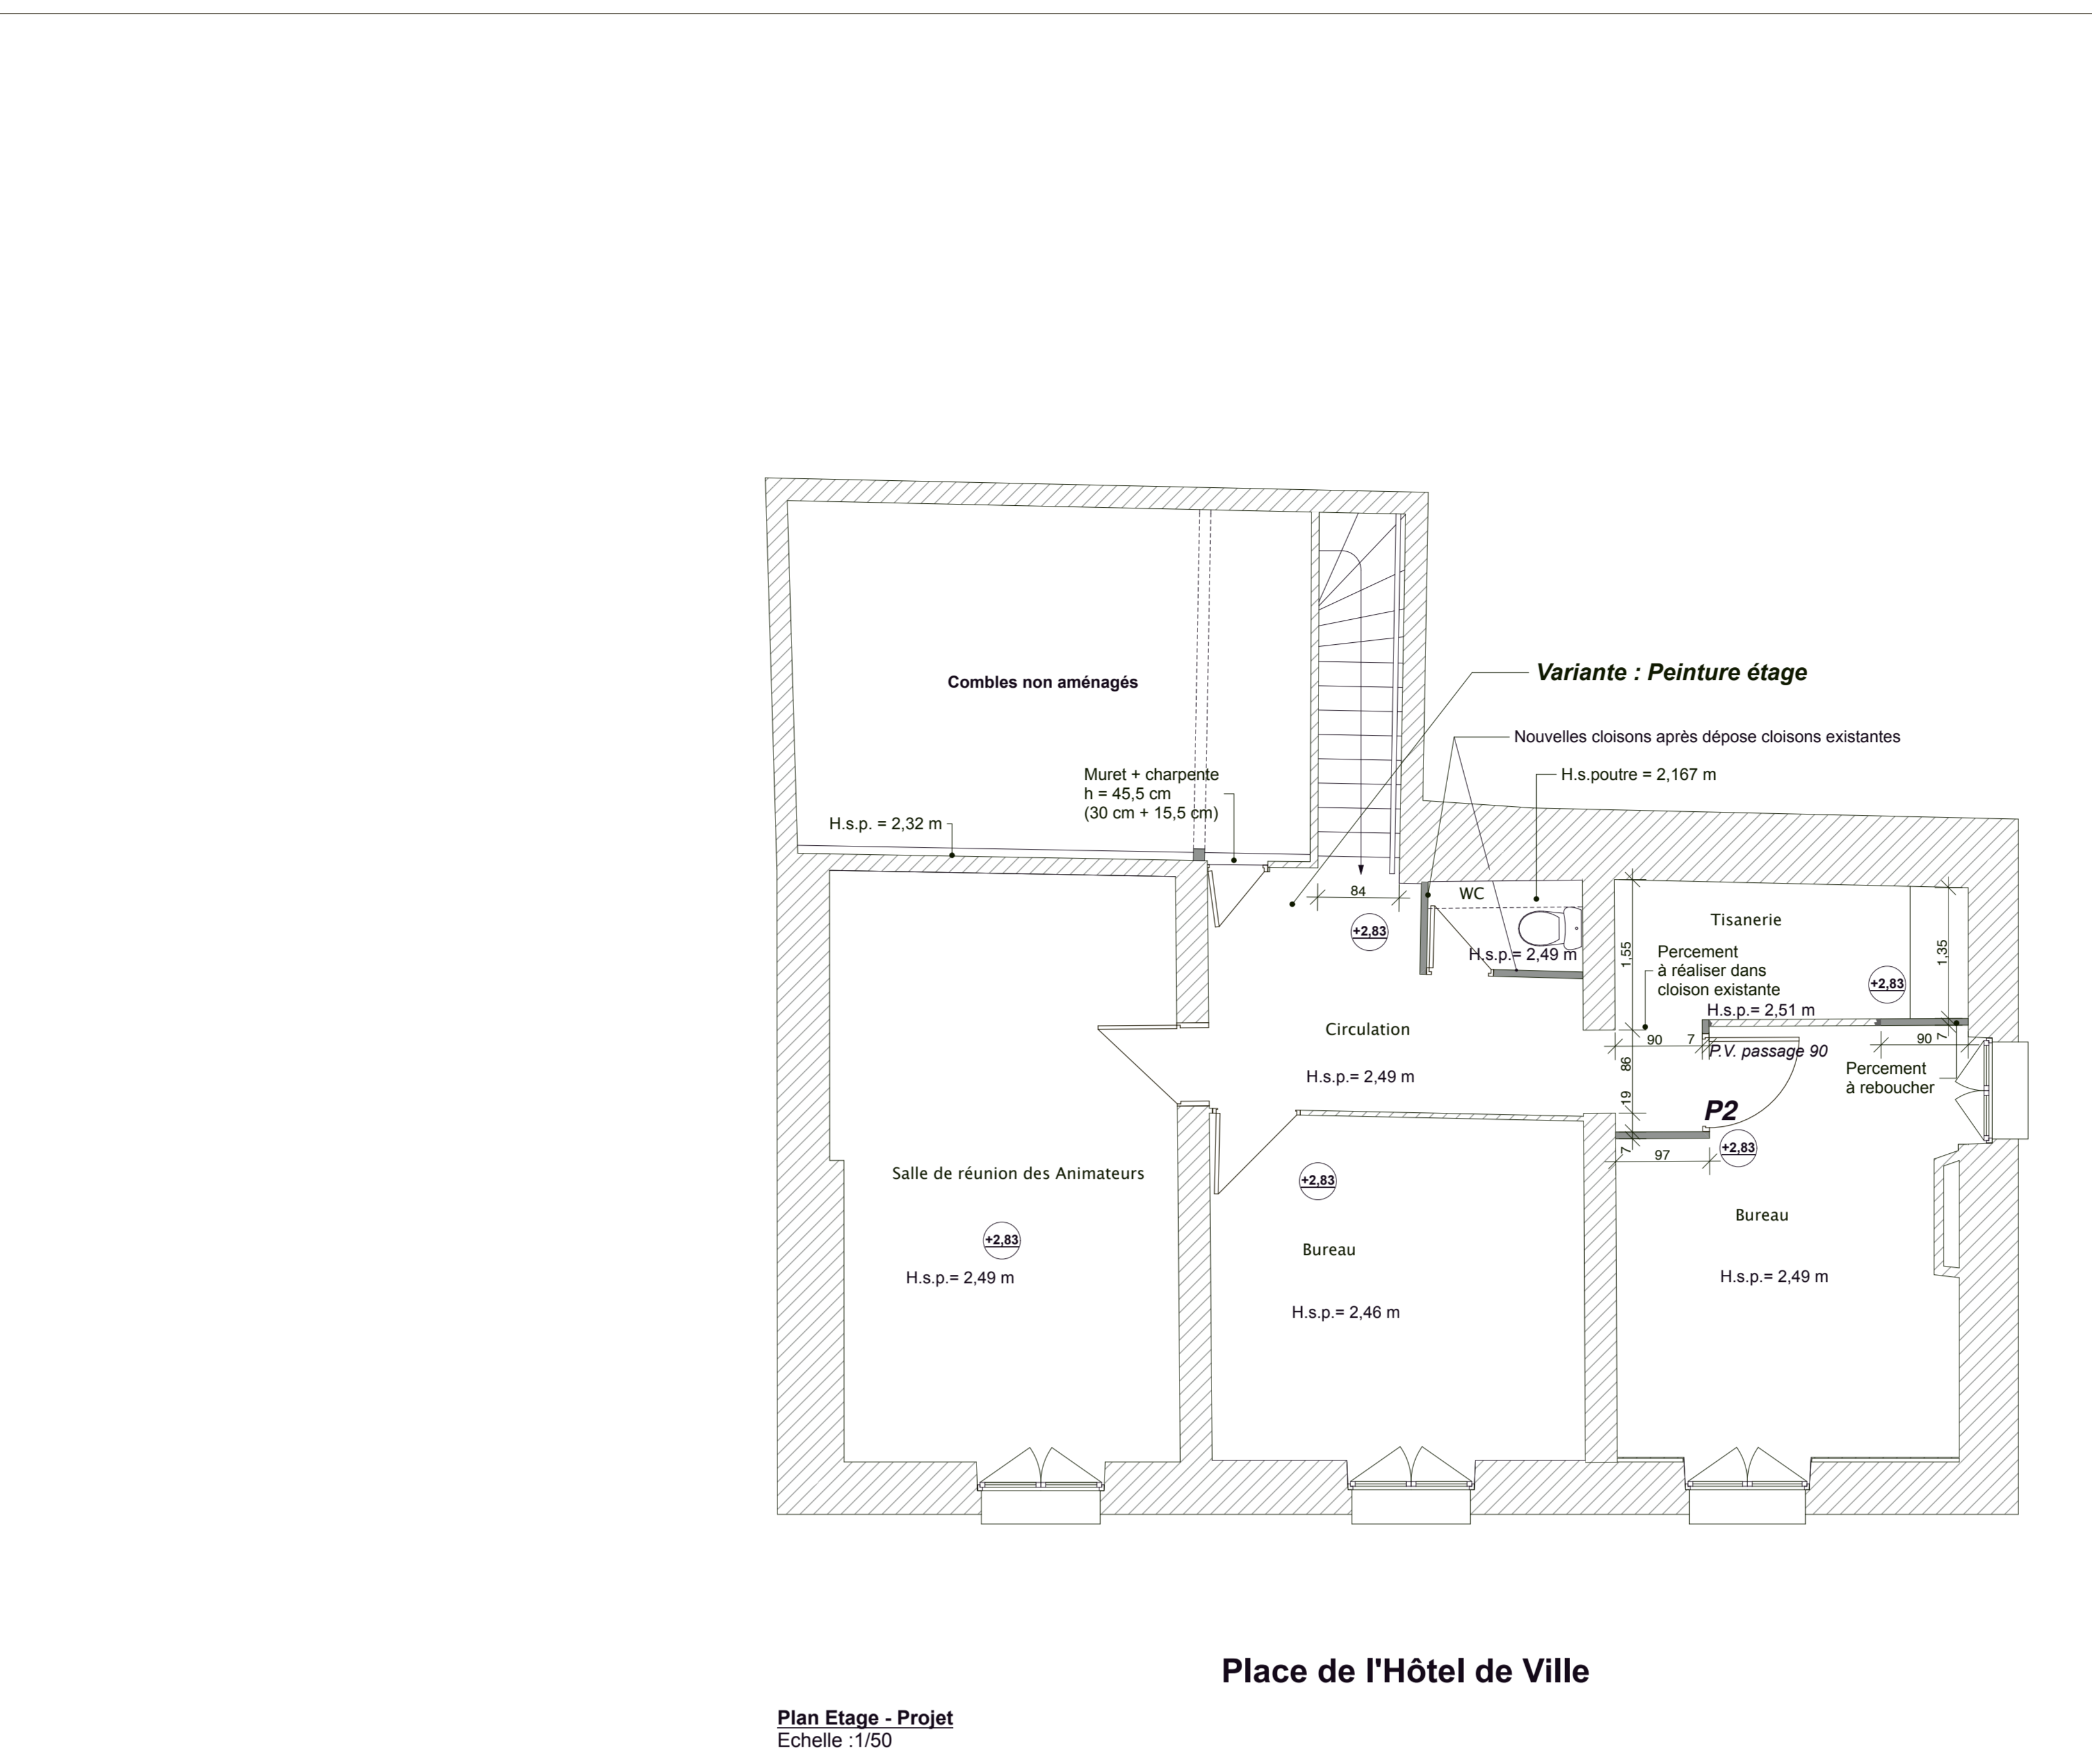 Variante : Peinture étage
Combles non aménagés
Nouvelles cloisons après dépose cloisons existantes
H.s.poutre = 2,167 m
Muret + charpente
h = 45,5 cm
(30 cm + 15,5 cm)
H.s.p. = 2,32 m
84
WC
+2,83
H.s.p.= 2,49 m
Tisanerie
1,55
1,35
Percement
à réaliser dans
cloison existante
+2,83
H.s.p.= 2,51 m
Circulation
90
7
90
7
P.V. passage 90
86
H.s.p.= 2,49 m
Percement
à reboucher
19
P2
7
97
+2,83
Salle de réunion des Animateurs
+2,83
Bureau
+2,83
Bureau
H.s.p.= 2,49 m
H.s.p.= 2,49 m
H.s.p.= 2,46 m
Place de l'Hôtel de Ville
Plan Etage - Projet
Echelle :1/50